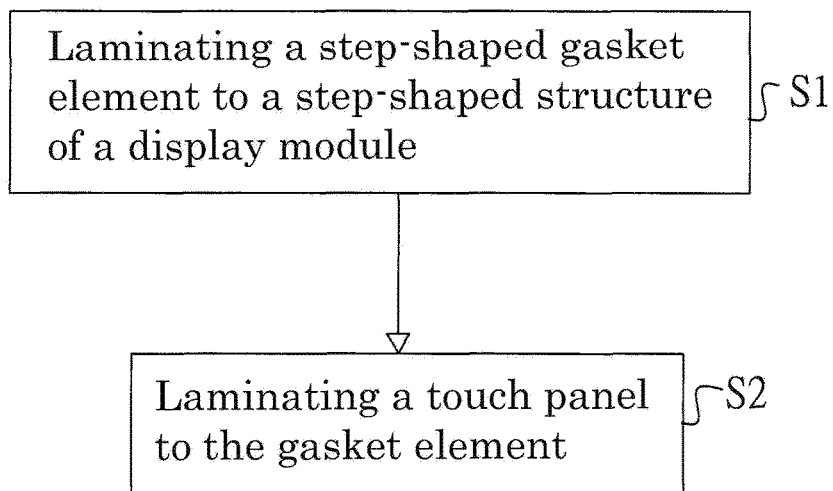 Laminating a step-shaped gasket
element to a step-shaped structure
of a display module
S1
Laminating a touch panel
to the gasket element
S2